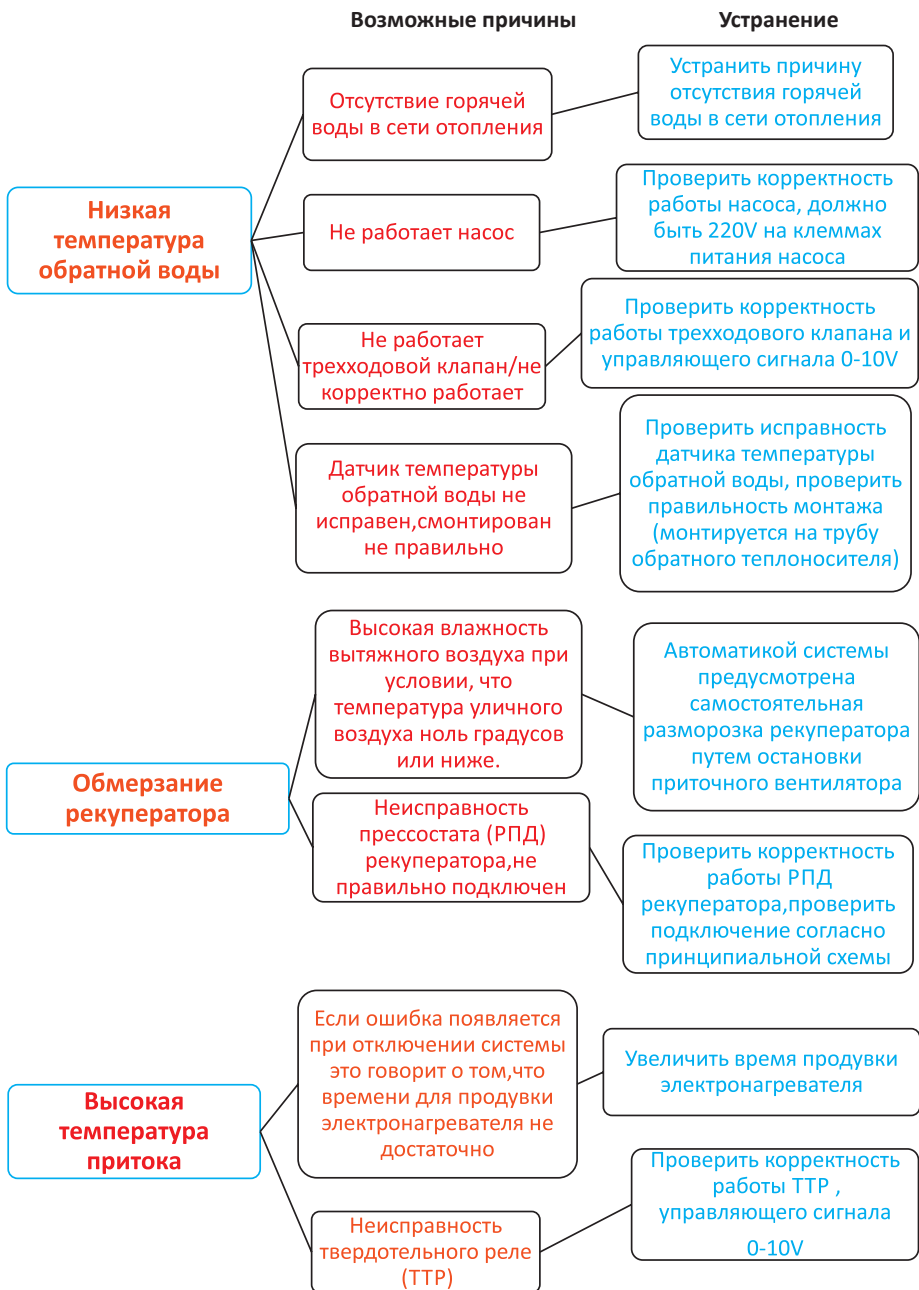 Возможные причины
Устранение
Низкая
температура
обратной воды
Отсутствие горячей
воды в сети отопления
Устранить причину
отсутствия горячей
воды в сети отопления
Не работает насос
Проверить корректность
работы насоса, должно
быть 220V на клеммах
питания насоса
Не работает
трехходовой клапан/не
корректно работает
Проверить корректность
работы трехходового клапана и
управляющего сигнала 0-10V
Датчик температуры
обратной воды не
исправен,смонтирован
не правильно
Проверить исправность
датчика температуры
обратной воды, проверить
правильность монтажа
(монтируется на трубу
обратного теплоносителя)
Обмерзание
рекуператора
Высокая влажность
вытяжного воздуха при
условии, что
температура уличного
воздуха ноль градусов
или ниже.
Автоматикой системы
предусмотрена
самостоятельная
разморозка рекуператора
путем остановки
приточного вентилятора
Неисправность
прессостата (РПД)
рекуператора,не
правильно подключен
Проверить корректность
работы РПД
рекуператора,проверить
подключение согласно
принципиальной схемы
Высокая
температура
притока
Если ошибка появляется
при отключении системы
это говорит о том,что
времени для продувки
электронагревателя не
достаточно
Увеличить время продувки
электронагревателя
Неисправность
твердотельного реле
(ТТР)
Проверить корректность
работы ТТР ,
управляющего сигнала
0-10V